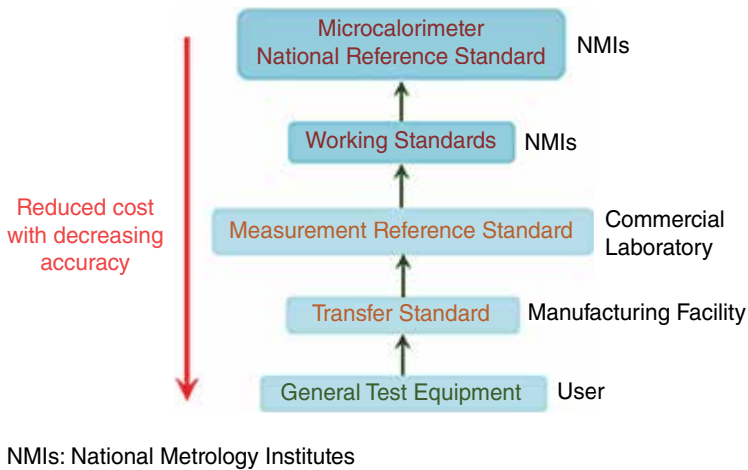 Microcalorimeter
National Reference Standard
NMIs
Working Standards
NMIs
Reduced cost
with decreasing
accuracy
Measurement Reference Standard
Commercial
Laboratory
Transfer Standard
Manufacturing Facility
General Test Equipment
User
NMIs: National Metrology Institutes